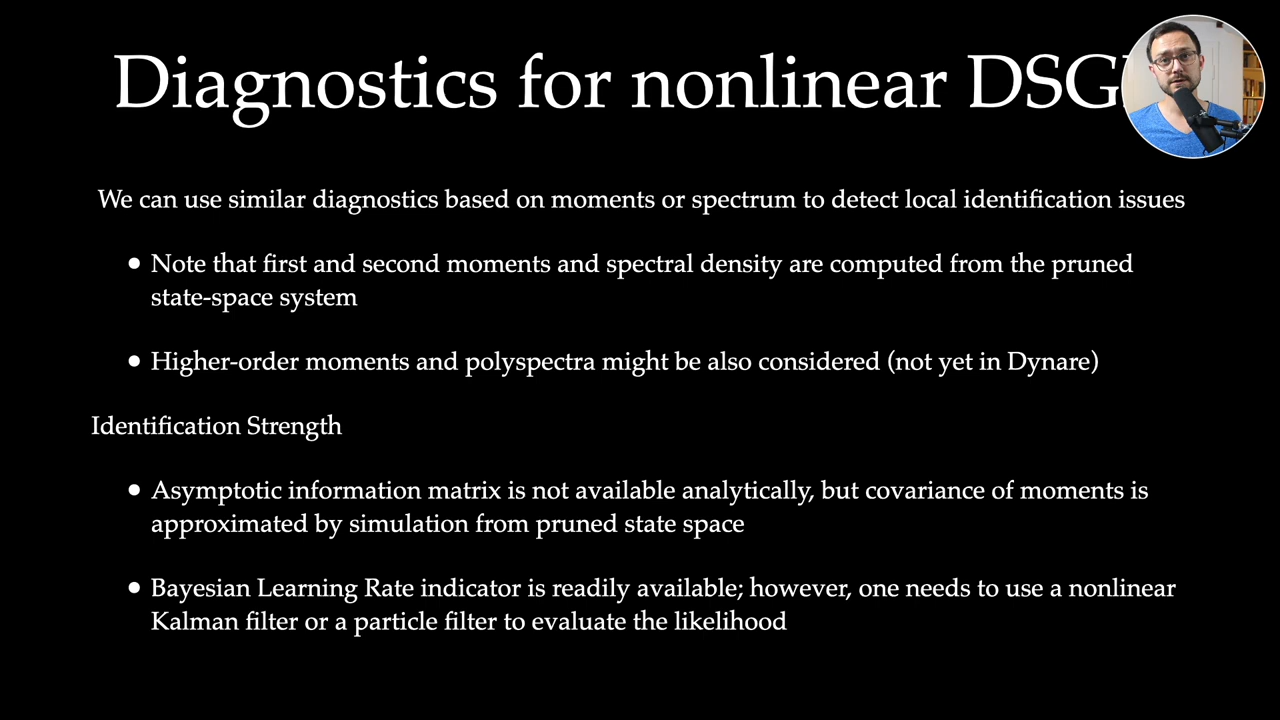 Diagnostics for nonlinear DSG
We can use similar diagnostics based on moments or spectrum to detect local identification issues
• Note that first and second moments and spectral density are computed from the pruned
state-space system
• Higher-order moments and polyspectra might be also considered (not yet in Dynare)
Identification Strength
• Asymptotic information matrix is not available analytically, but covariance of moments is
approximated by simulation from pruned state space
• Bayesian Learning Rate indicator is readily available; however, one needs to use a nonlinear
Kalman filter or a particle filter to evaluate the likelihood